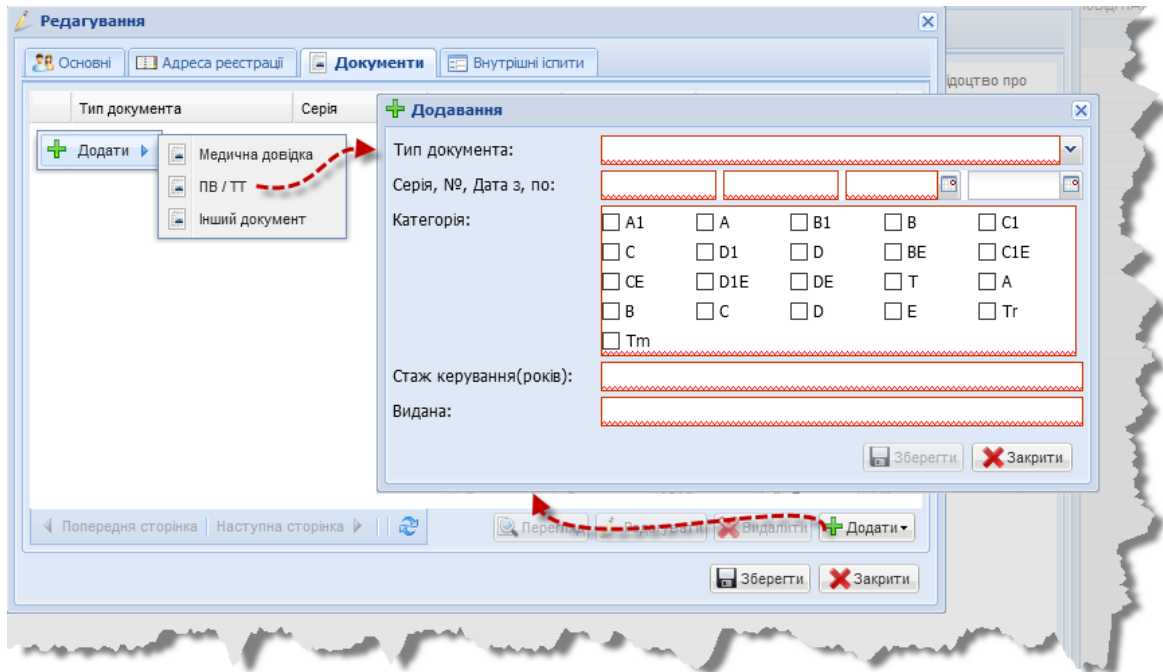 Редагування
Основні Адреса реєстрації Документи Внутрішні іспити
Тип документа Серія
Додати
Медична довідка
ПВ / ТТ
Інший документ
Додавання
Тип документа:
Серія, №, Дата з, по:
Категорія:
A1 A B1 B C1
C D1 D BE C1E
CE D1E DE T A
B C D E Tr
Tm
Стаж керування(років):
Видана:
Зберегти Закрити
Попередня сторінка Наступна сторінка Перегляд Редагувати Видалити Додати
Зберегти Закрити